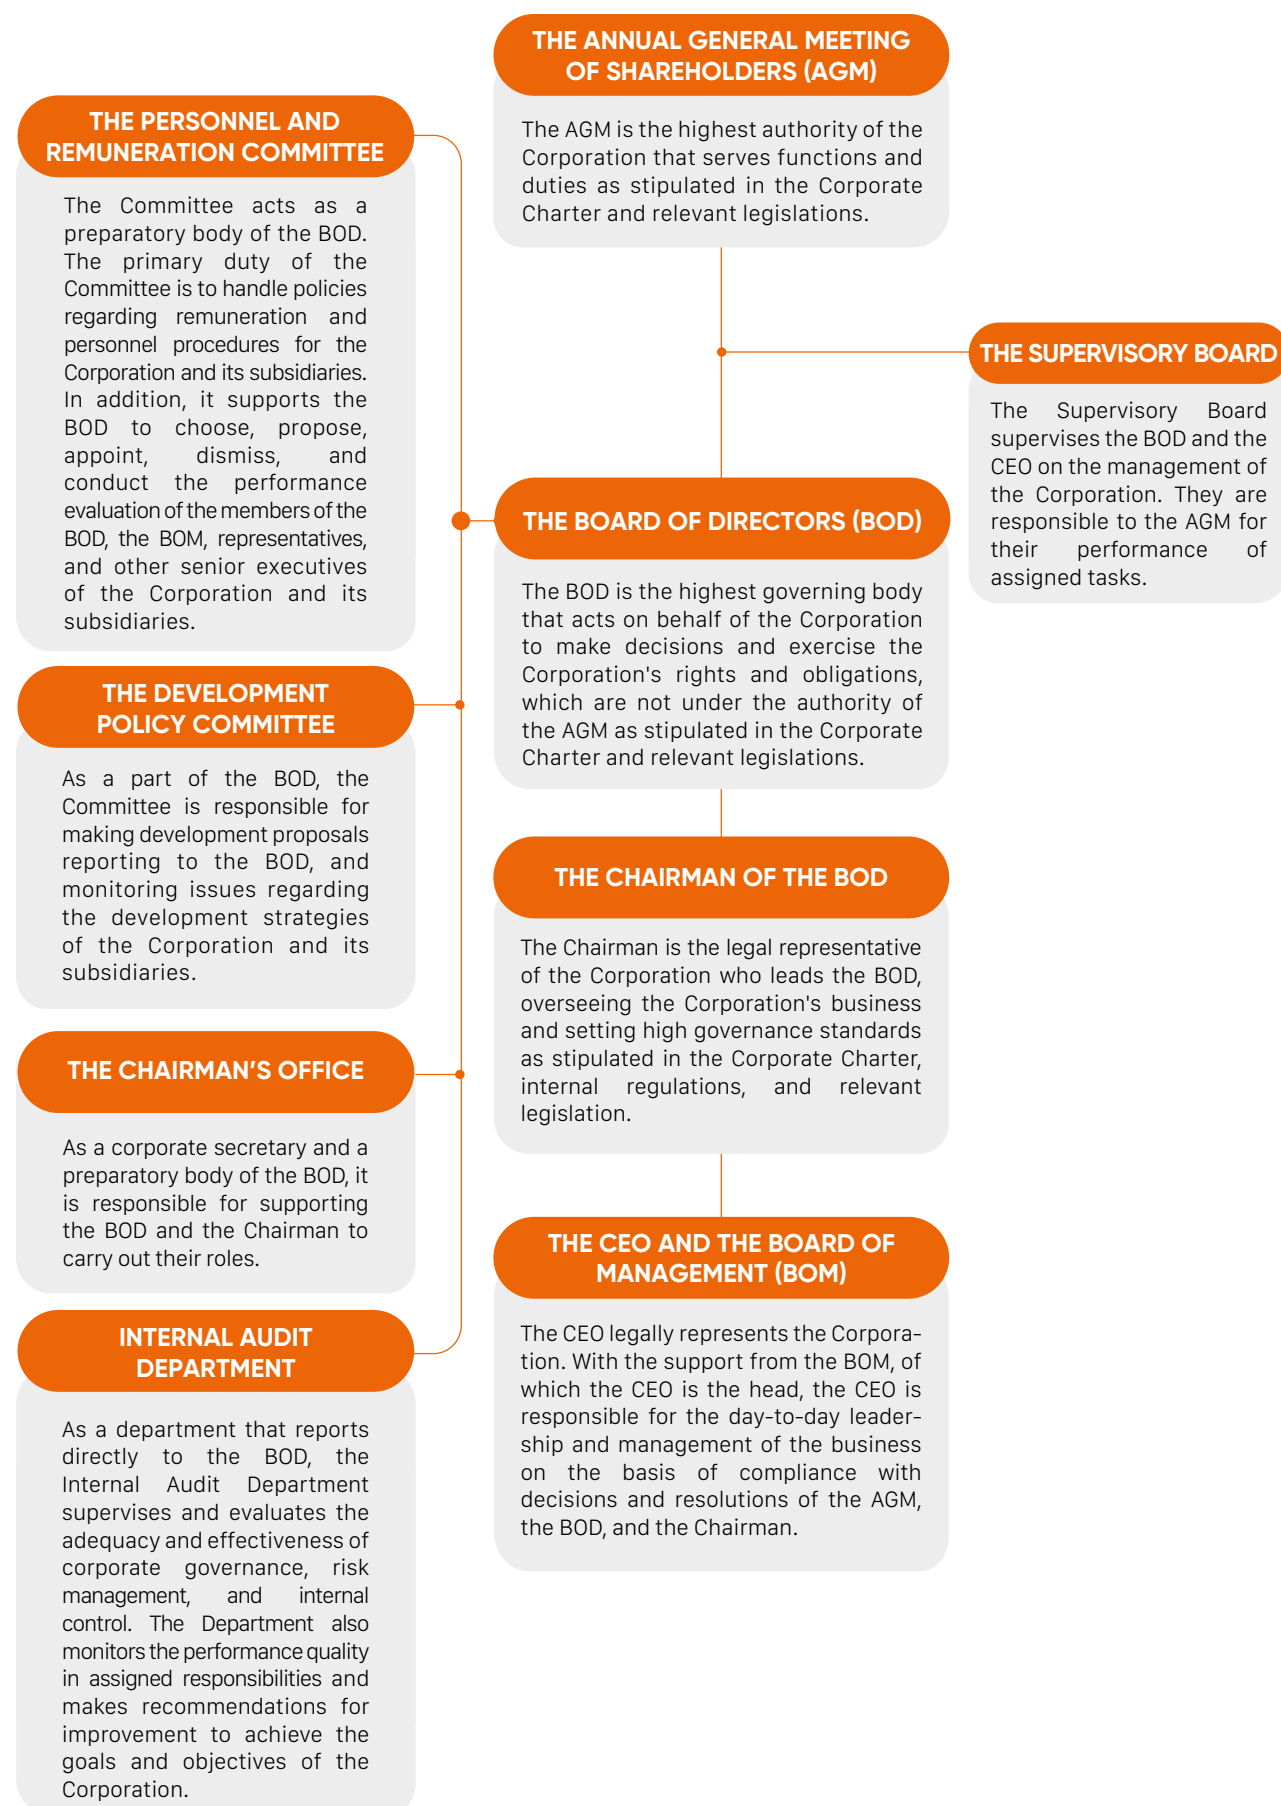 THE ANNUAL GENERAL MEETING
OF SHAREHOLDERS (AGM)
The AGM is the highest authority of the
Corporation that serves functions and
duties as stipulated in the Corporate
Charter and relevant legislations.
THE PERSONNEL AND
REMUNERATION COMMITTEE
The Committee acts as a
preparatory body of the BOD.
The primary duty of the
Committee is to handle policies
regarding remuneration and
personnel procedures for the
Corporation and its subsidiaries.
In addition, it supports the
BOD to choose, propose,
appoint, dismiss, and
conduct the performance
evaluation of the members of the
BOD, the BOM, representatives,
and other senior executives
of the Corporation and its
subsidiaries.
THE SUPERVISORY BOARD
The Supervisory Board
supervises the BOD and the
CEO on the management of
the Corporation. They are
responsible to the AGM for
their performance of
assigned tasks.
THE BOARD OF DIRECTORS (BOD)
The BOD is the highest governing body
that acts on behalf of the Corporation
to make decisions and exercise the
Corporation's rights and obligations,
which are not under the authority of
the AGM as stipulated in the Corporate
Charter and relevant legislations.
THE DEVELOPMENT
POLICY COMMITTEE
As a part of the BOD, the
Committee is responsible for
making development proposals
reporting to the BOD, and
monitoring issues regarding
the development strategies
of the Corporation and its
subsidiaries.
THE CHAIRMAN OF THE BOD
The Chairman is the legal representative
of the Corporation who leads the BOD,
overseeing the Corporation's business
and setting high governance standards
as stipulated in the Corporate Charter,
internal regulations, and relevant
legislation.
THE CHAIRMAN’S OFFICE
As a corporate secretary and a
preparatory body of the BOD, it
is responsible for supporting
the BOD and the Chairman to
carry out their roles.
THE CEO AND THE BOARD OF
MANAGEMENT (BOM)
The CEO legally represents the Corpora-
tion. With the support from the BOM, of
which the CEO is the head, the CEO is
responsible for the day-to-day leader-
ship and management of the business
on the basis of compliance with
decisions and resolutions of the AGM,
the BOD, and the Chairman.
INTERNAL AUDIT
DEPARTMENT
As a department that reports
directly to the BOD, the
Internal Audit Department
supervises and evaluates the
adequacy and effectiveness of
corporate governance, risk
management, and internal
control. The Department also
monitors the performance quality
in assigned responsibilities and
makes recommendations for
improvement to achieve the
goals and objectives of the
Corporation.